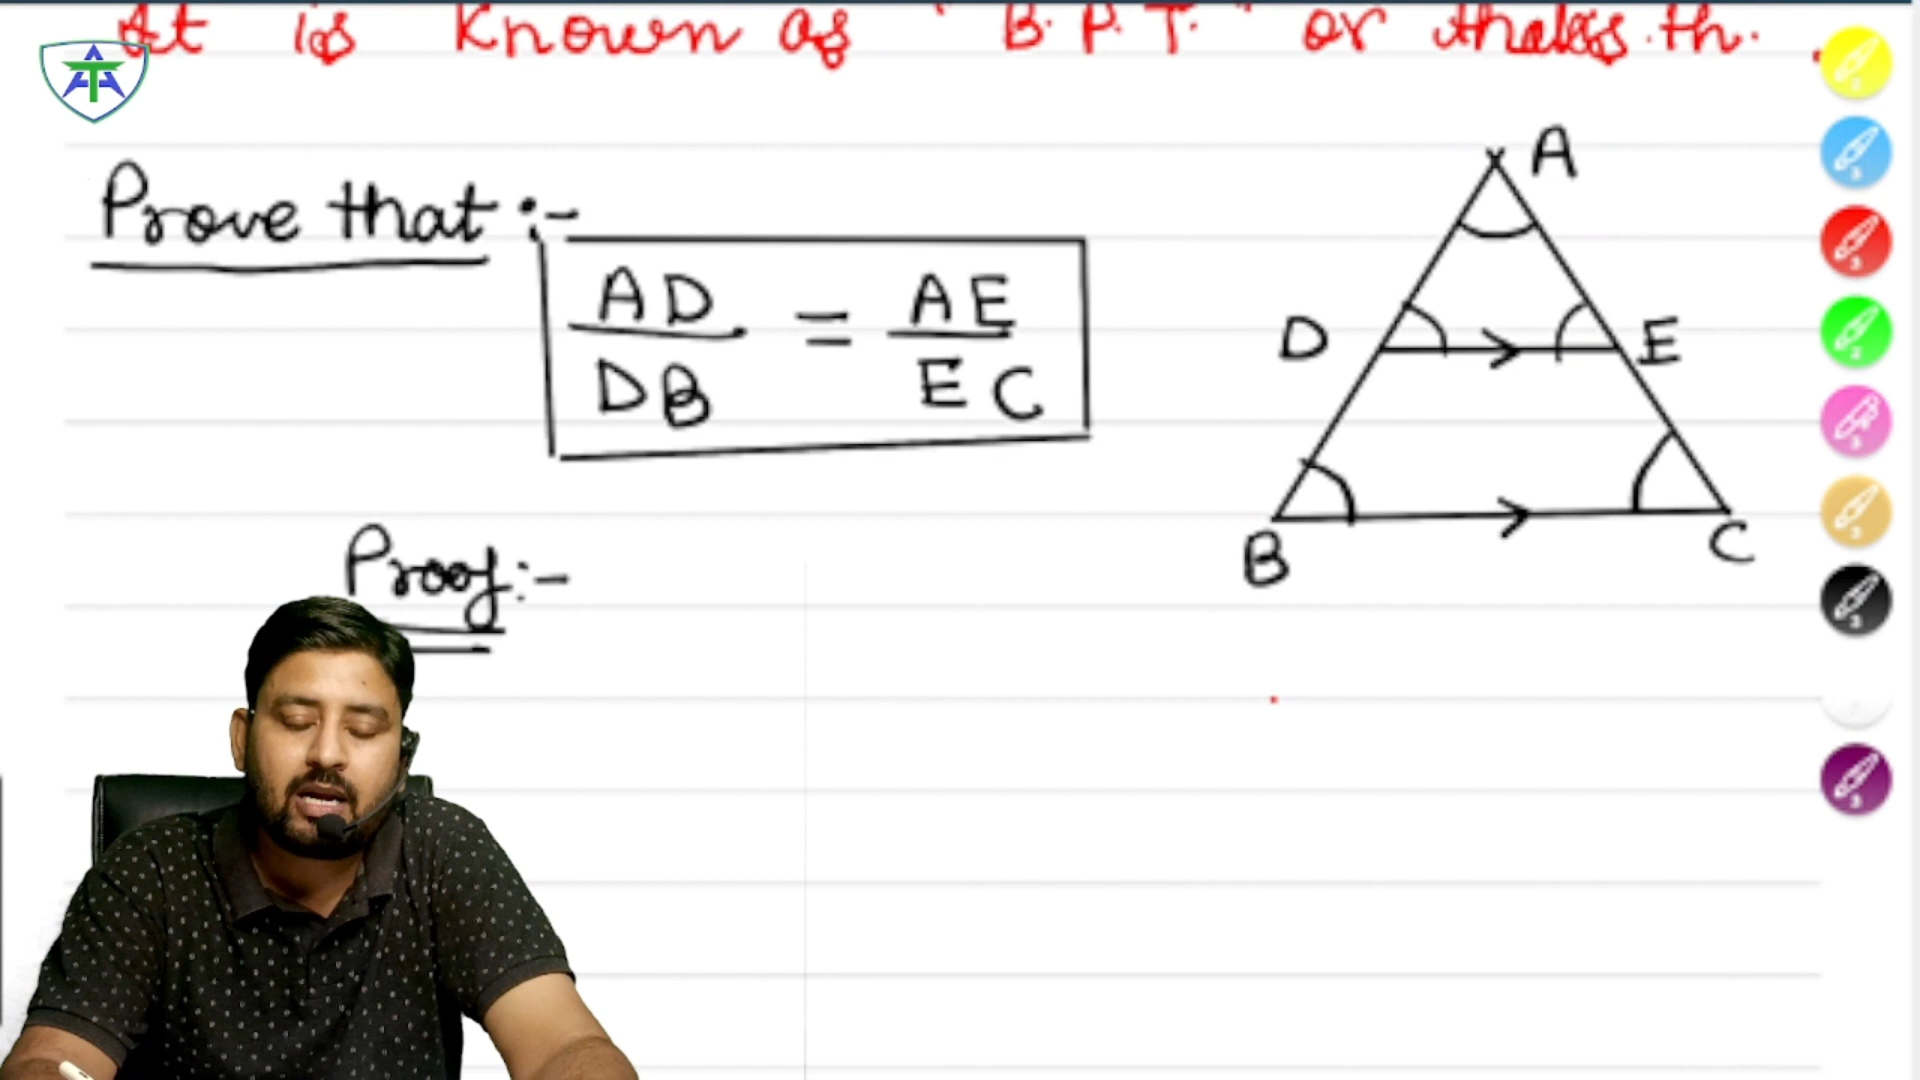 It is Known as "B.P.T." or thales.th.
Prove that :-
AD/DB = AE/EC
A
D E
B C
Proof:-